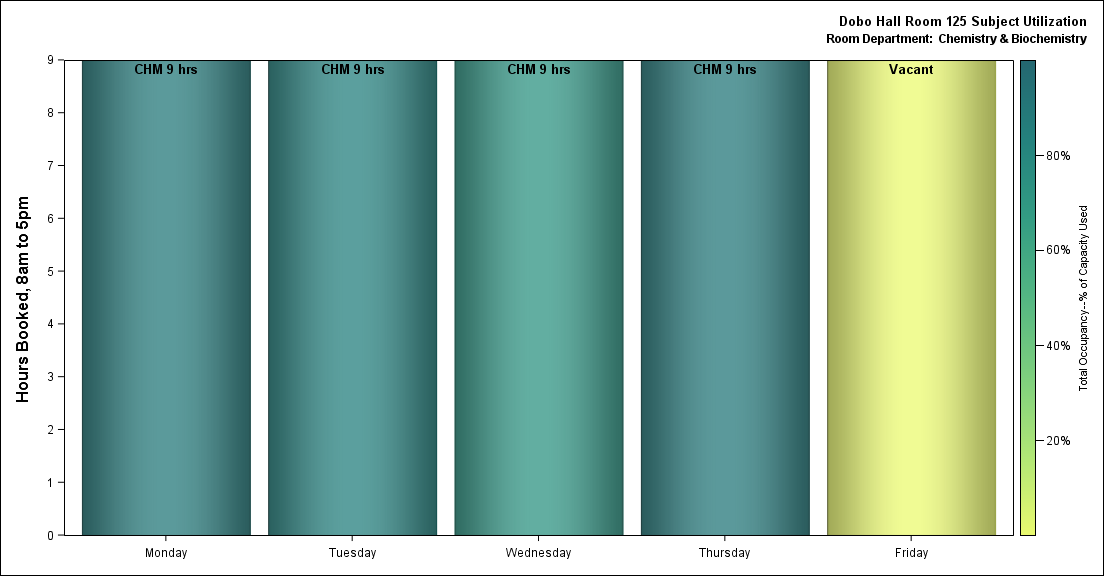 Dobo Hall Room 125 Subject Utilization
Room Department: Chemistry & Biochemistry
CHM 9 hrs
CHM 9 hrs
CHM 9 hrs
CHM 9 hrs
Vacant
Hours Booked, 8am to 5pm
9
8
7
6
5
4
3
2
1
0
Monday
Tuesday
Wednesday
Thursday
Friday
80%
60%
40%
20%
Total Occupancy--% of Capacity Used